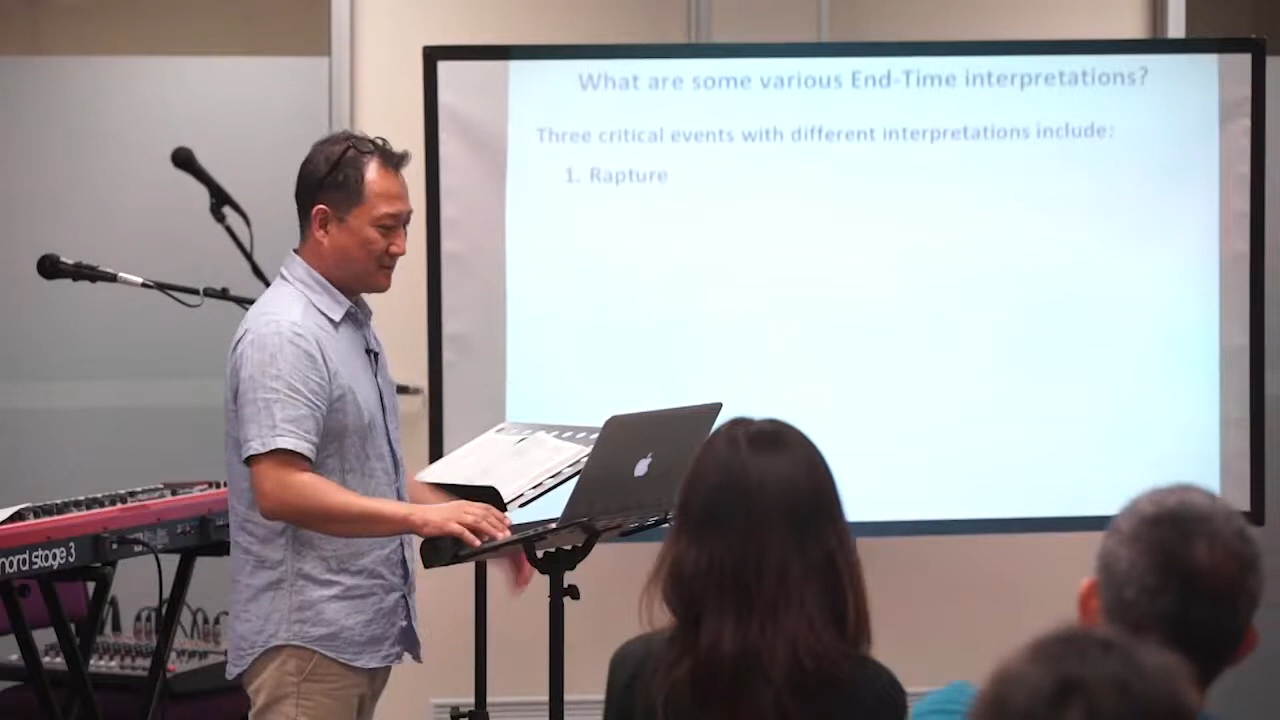 What are some various End-Time interpretations?
Three critical events with different interpretations include:
1. Rapture
nord stage 3